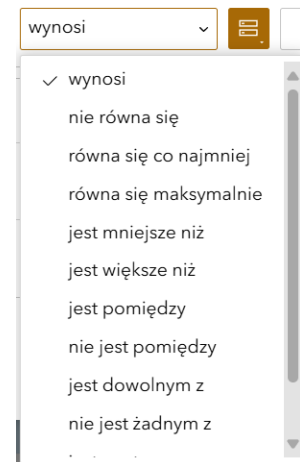 wynosi
wynosi
nie równa się
równa się co najmniej
równa się maksymalnie
jest mniejsze niż
jest większe niż
jest pomiędzy
nie jest pomiędzy
jest dowolnym z
nie jest żadnym z